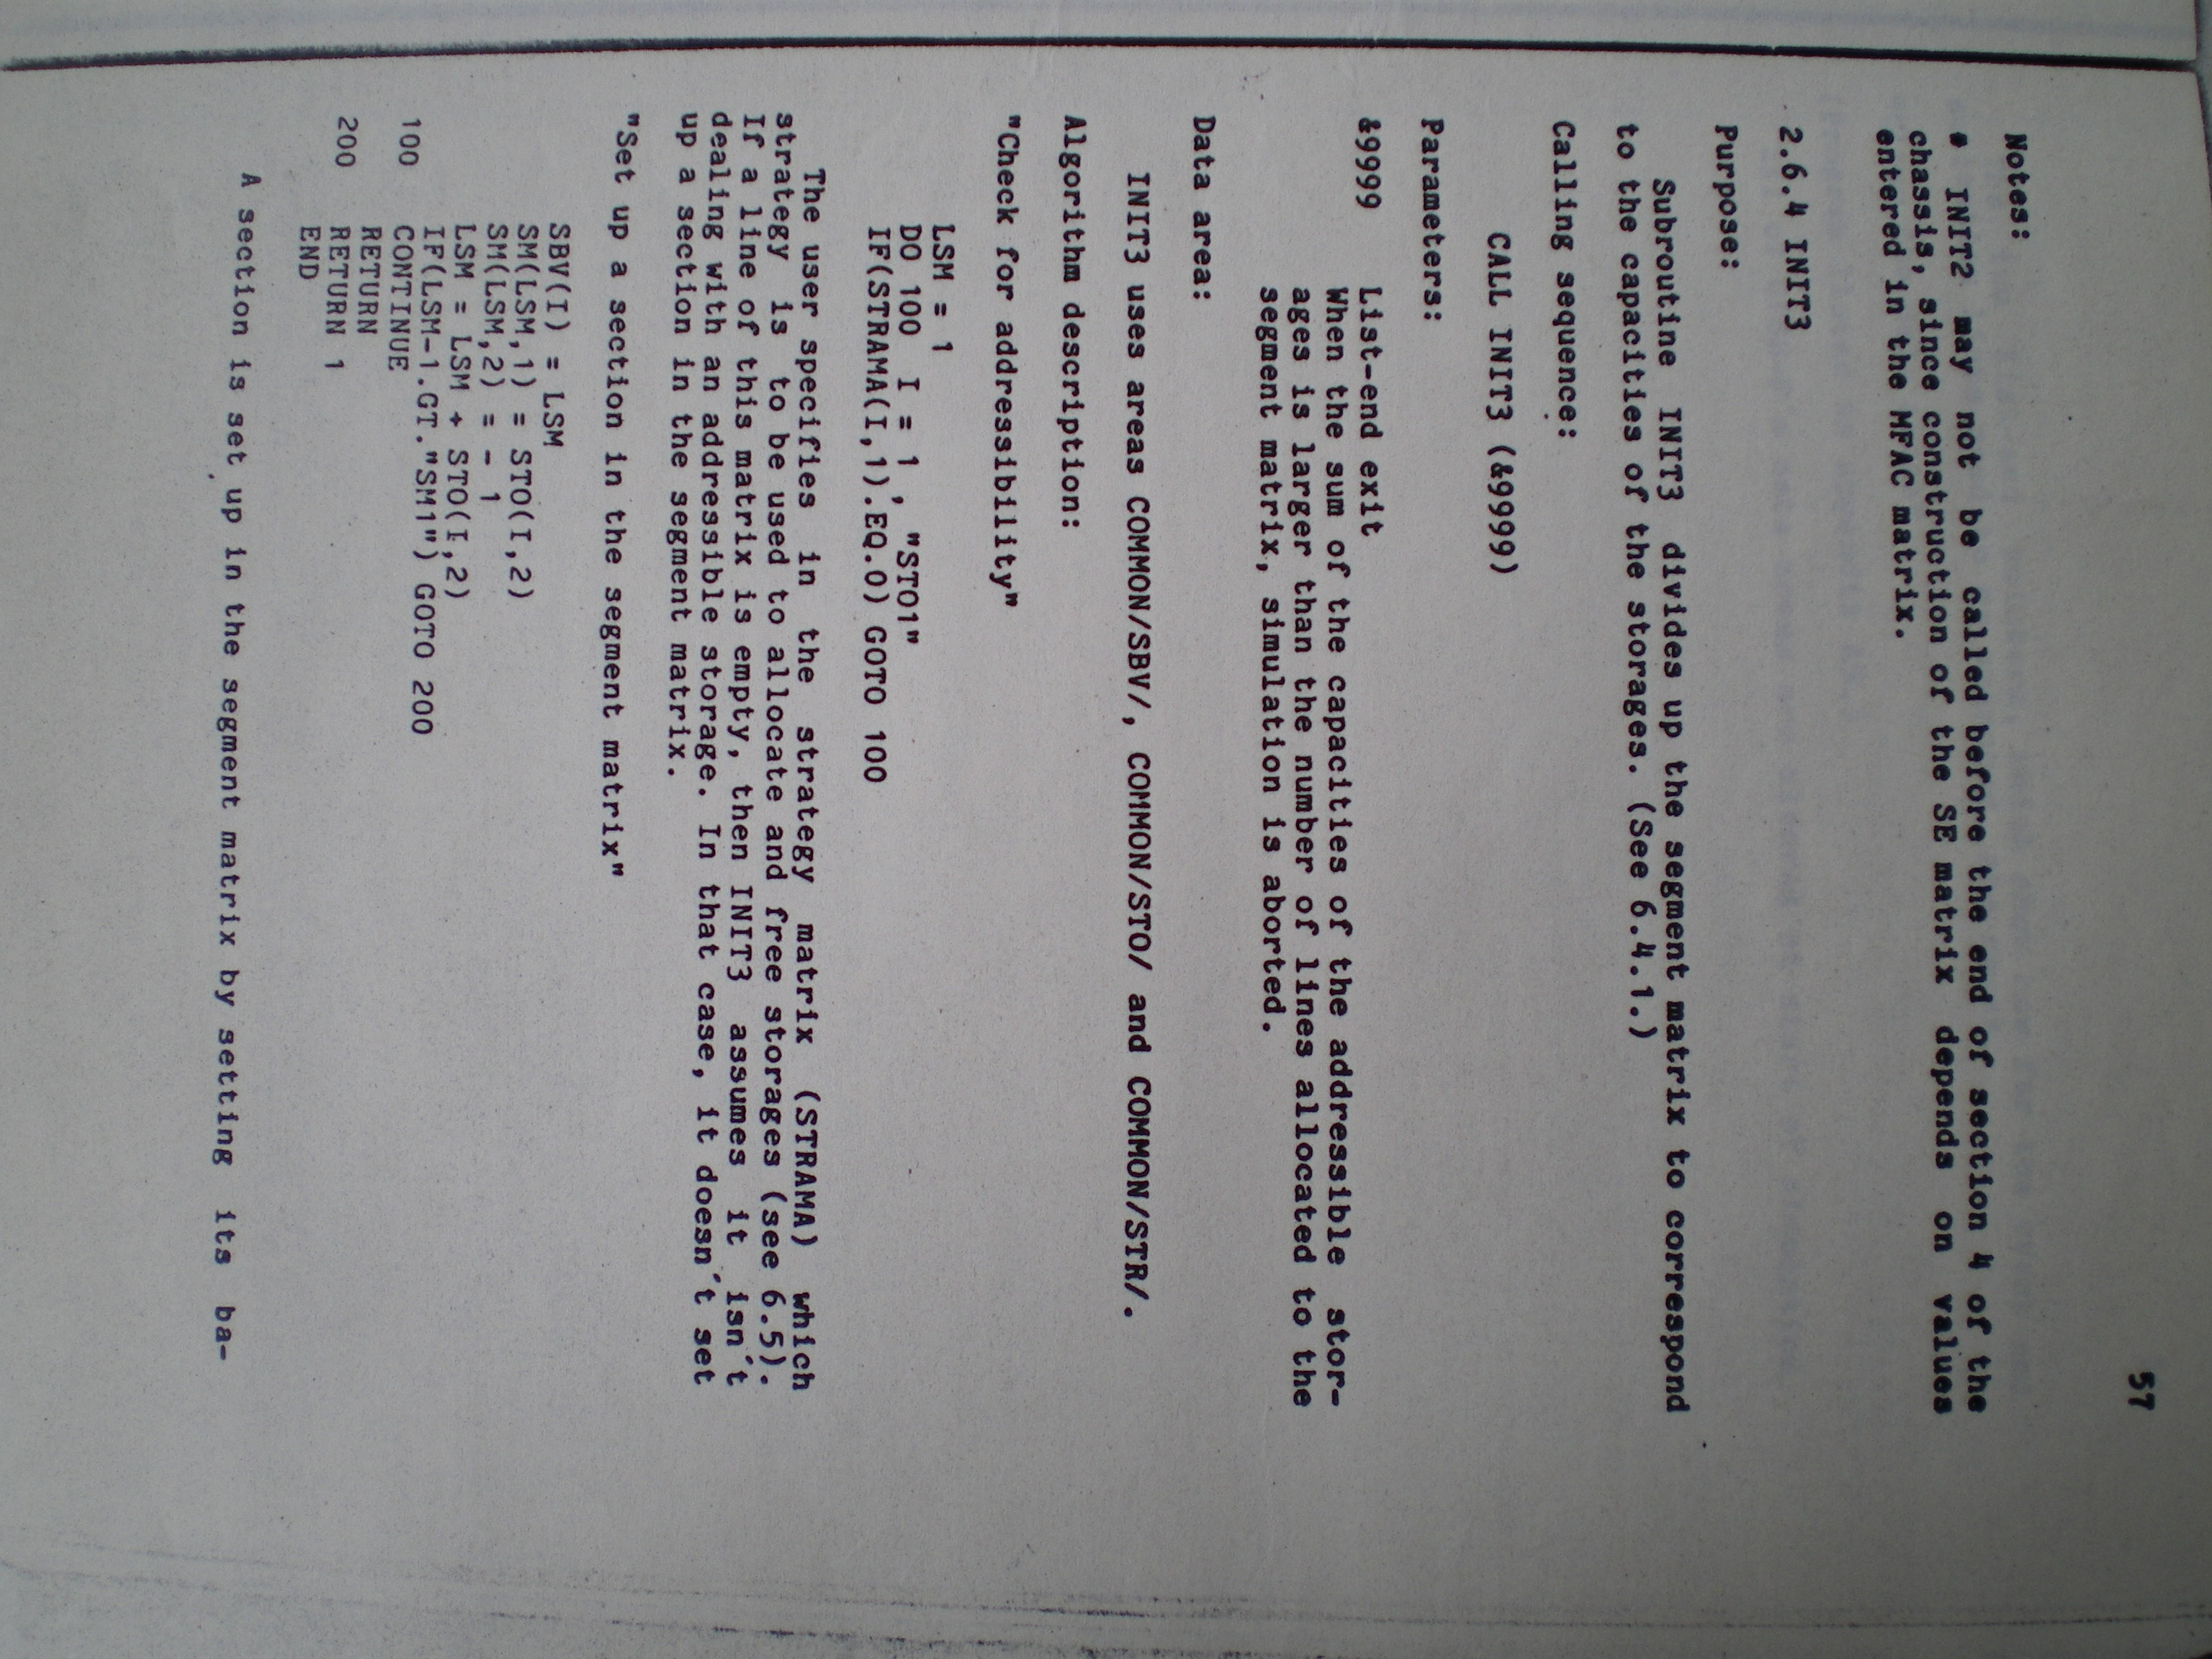 57
Notes:
* INIT2 may not be called before the end of section 4 of the
chassis, since construction of the SE matrix depends on values
entered in the MFAC matrix.
2.6.4 INIT3
Purpose:
Subroutine INIT3 divides up the segment matrix to correspond
to the capacities of the storages. (See 6.4.1.)
Calling sequence:
CALL INIT3 (&9999)
Parameters:
&9999 List-end exit
When the sum of the capacities of the addressible stor-
ages is larger than the number of lines allocated to the
segment matrix, simulation is aborted.
Data area:
INIT3 uses areas COMMON/SBV/, COMMON/STO/ and COMMON/STR/.
Algorithm description:
"Check for addressibility"
LSM = 1
DO 100 I = 1 , "STO1"
IF(STRAMA(I,1).EQ.0) GOTO 100
The user specifies in the strategy matrix (STRAMA) which
strategy is to be used to allocate and free storages (see 6.5).
If a line of this matrix is empty, then INIT3 assumes it isn't
dealing with an addressible storage. In that case, it doesn't set
up a section in the segment matrix.
"Set up a section in the segment matrix"
SBV(I) = LSM
SM(LSM,1) = STO(I,2)
SM(LSM,2) = - 1
LSM = LSM + STO(I,2)
IF(LSM-1.GT."SM1") GOTO 200
100 CONTINUE
RETURN
200 RETURN 1
END
A section is set up in the segment matrix by setting its ba-